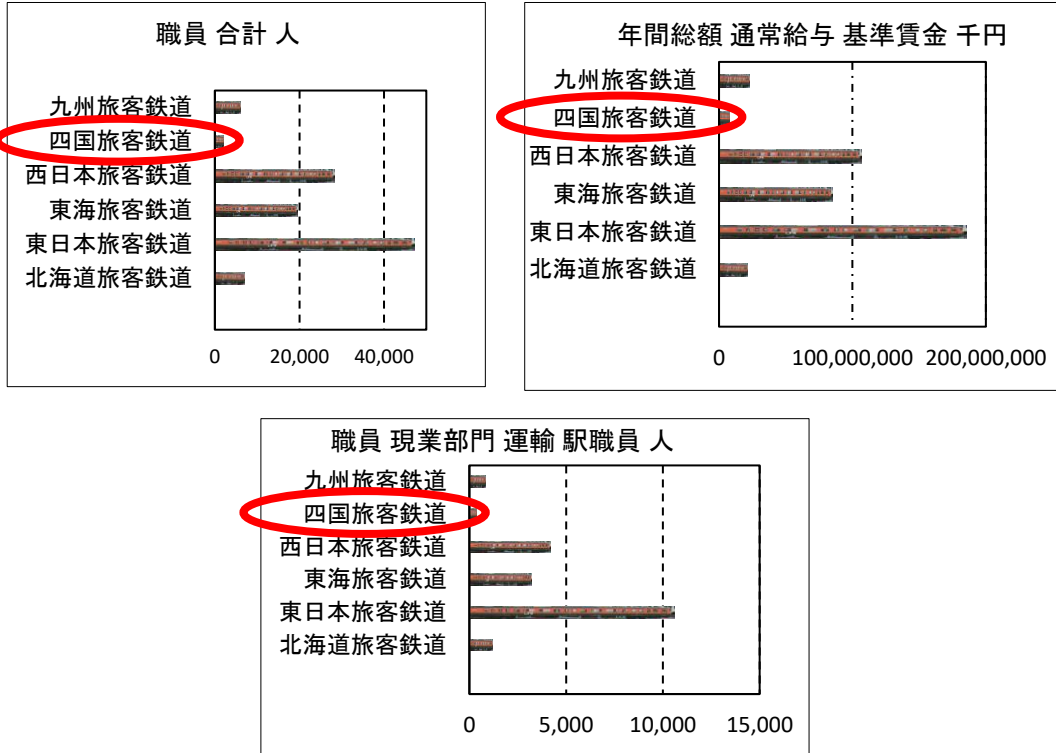 職員 合計 人
九州旅客鉄道
四国旅客鉄道
西日本旅客鉄道
東海旅客鉄道
東日本旅客鉄道
北海道旅客鉄道
0 20,000 40,000
年間総額 通常給与 基準賃金 千円
九州旅客鉄道
四国旅客鉄道
西日本旅客鉄道
東海旅客鉄道
東日本旅客鉄道
北海道旅客鉄道
0 100,000,000 200,000,000
職員 現業部門 運輸 駅職員 人
九州旅客鉄道
四国旅客鉄道
西日本旅客鉄道
東海旅客鉄道
東日本旅客鉄道
北海道旅客鉄道
0 5,000 10,000 15,000